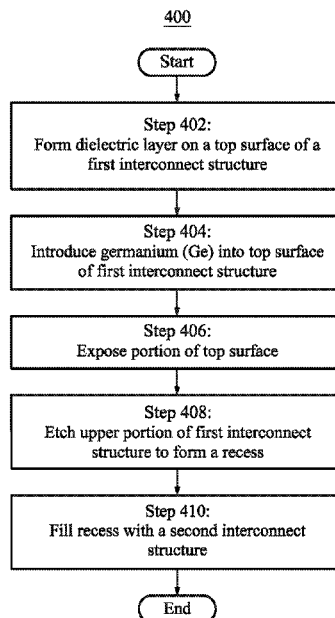 400
Start
Step 402:
Form dielectric layer on a top surface of a
first interconnect structure
Step 404:
Introduce germanium (Ge) into top surface
of first interconnect structure
Step 406:
Expose portion of top surface
Step 408:
Etch upper portion of first interconnect
structure to form a recess
Step 410:
Fill recess with a second interconnect
structure
End